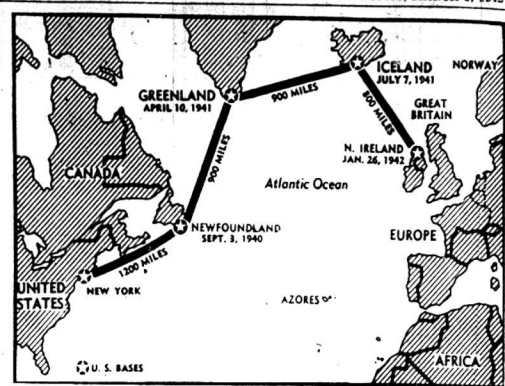 ICELAND
JULY 7, 1941
NORWAY
GREENLAND
APRIL 10, 1941
900 MILES
800 MILES
GREAT
BRITAIN
N. IRELAND
JAN. 26, 1942
900 MILES
CANADA
Atlantic Ocean
NEWFOUNDLAND
SEPT. 3, 1940
EUROPE
1200 MILES
UNITED
STATES
NEW YORK
AZORES
AFRICA
U. S. BASES